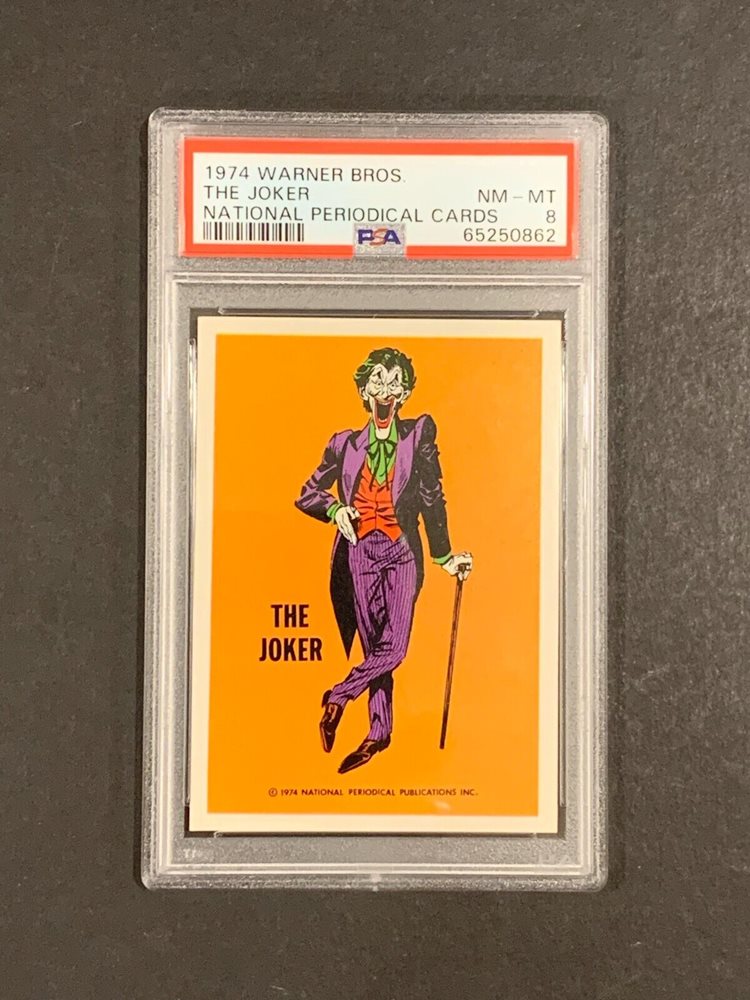 1974 WARNER BROS.
THE JOKER NM-MT
NATIONAL PERIODICAL CARDS 8
PSA 65250862
THE
JOKER
© 1974 NATIONAL PERIODICAL PUBLICATIONS INC.